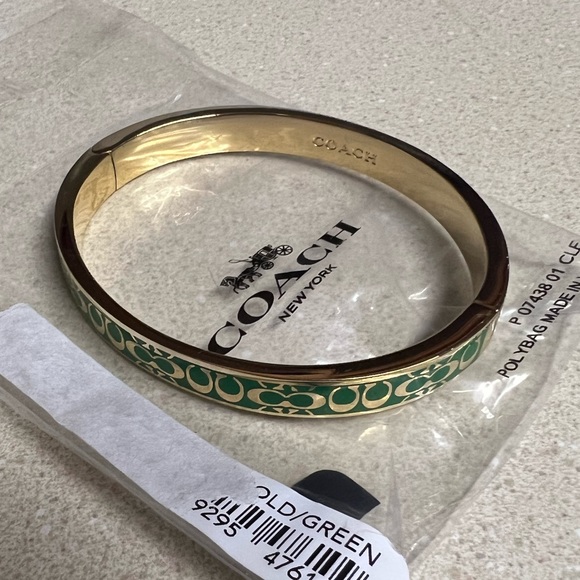 COACH
COACH
NEW YORK
P 07438 01 CLF
POLYBAG MADE IN
OLD/GREEN
9295 4761